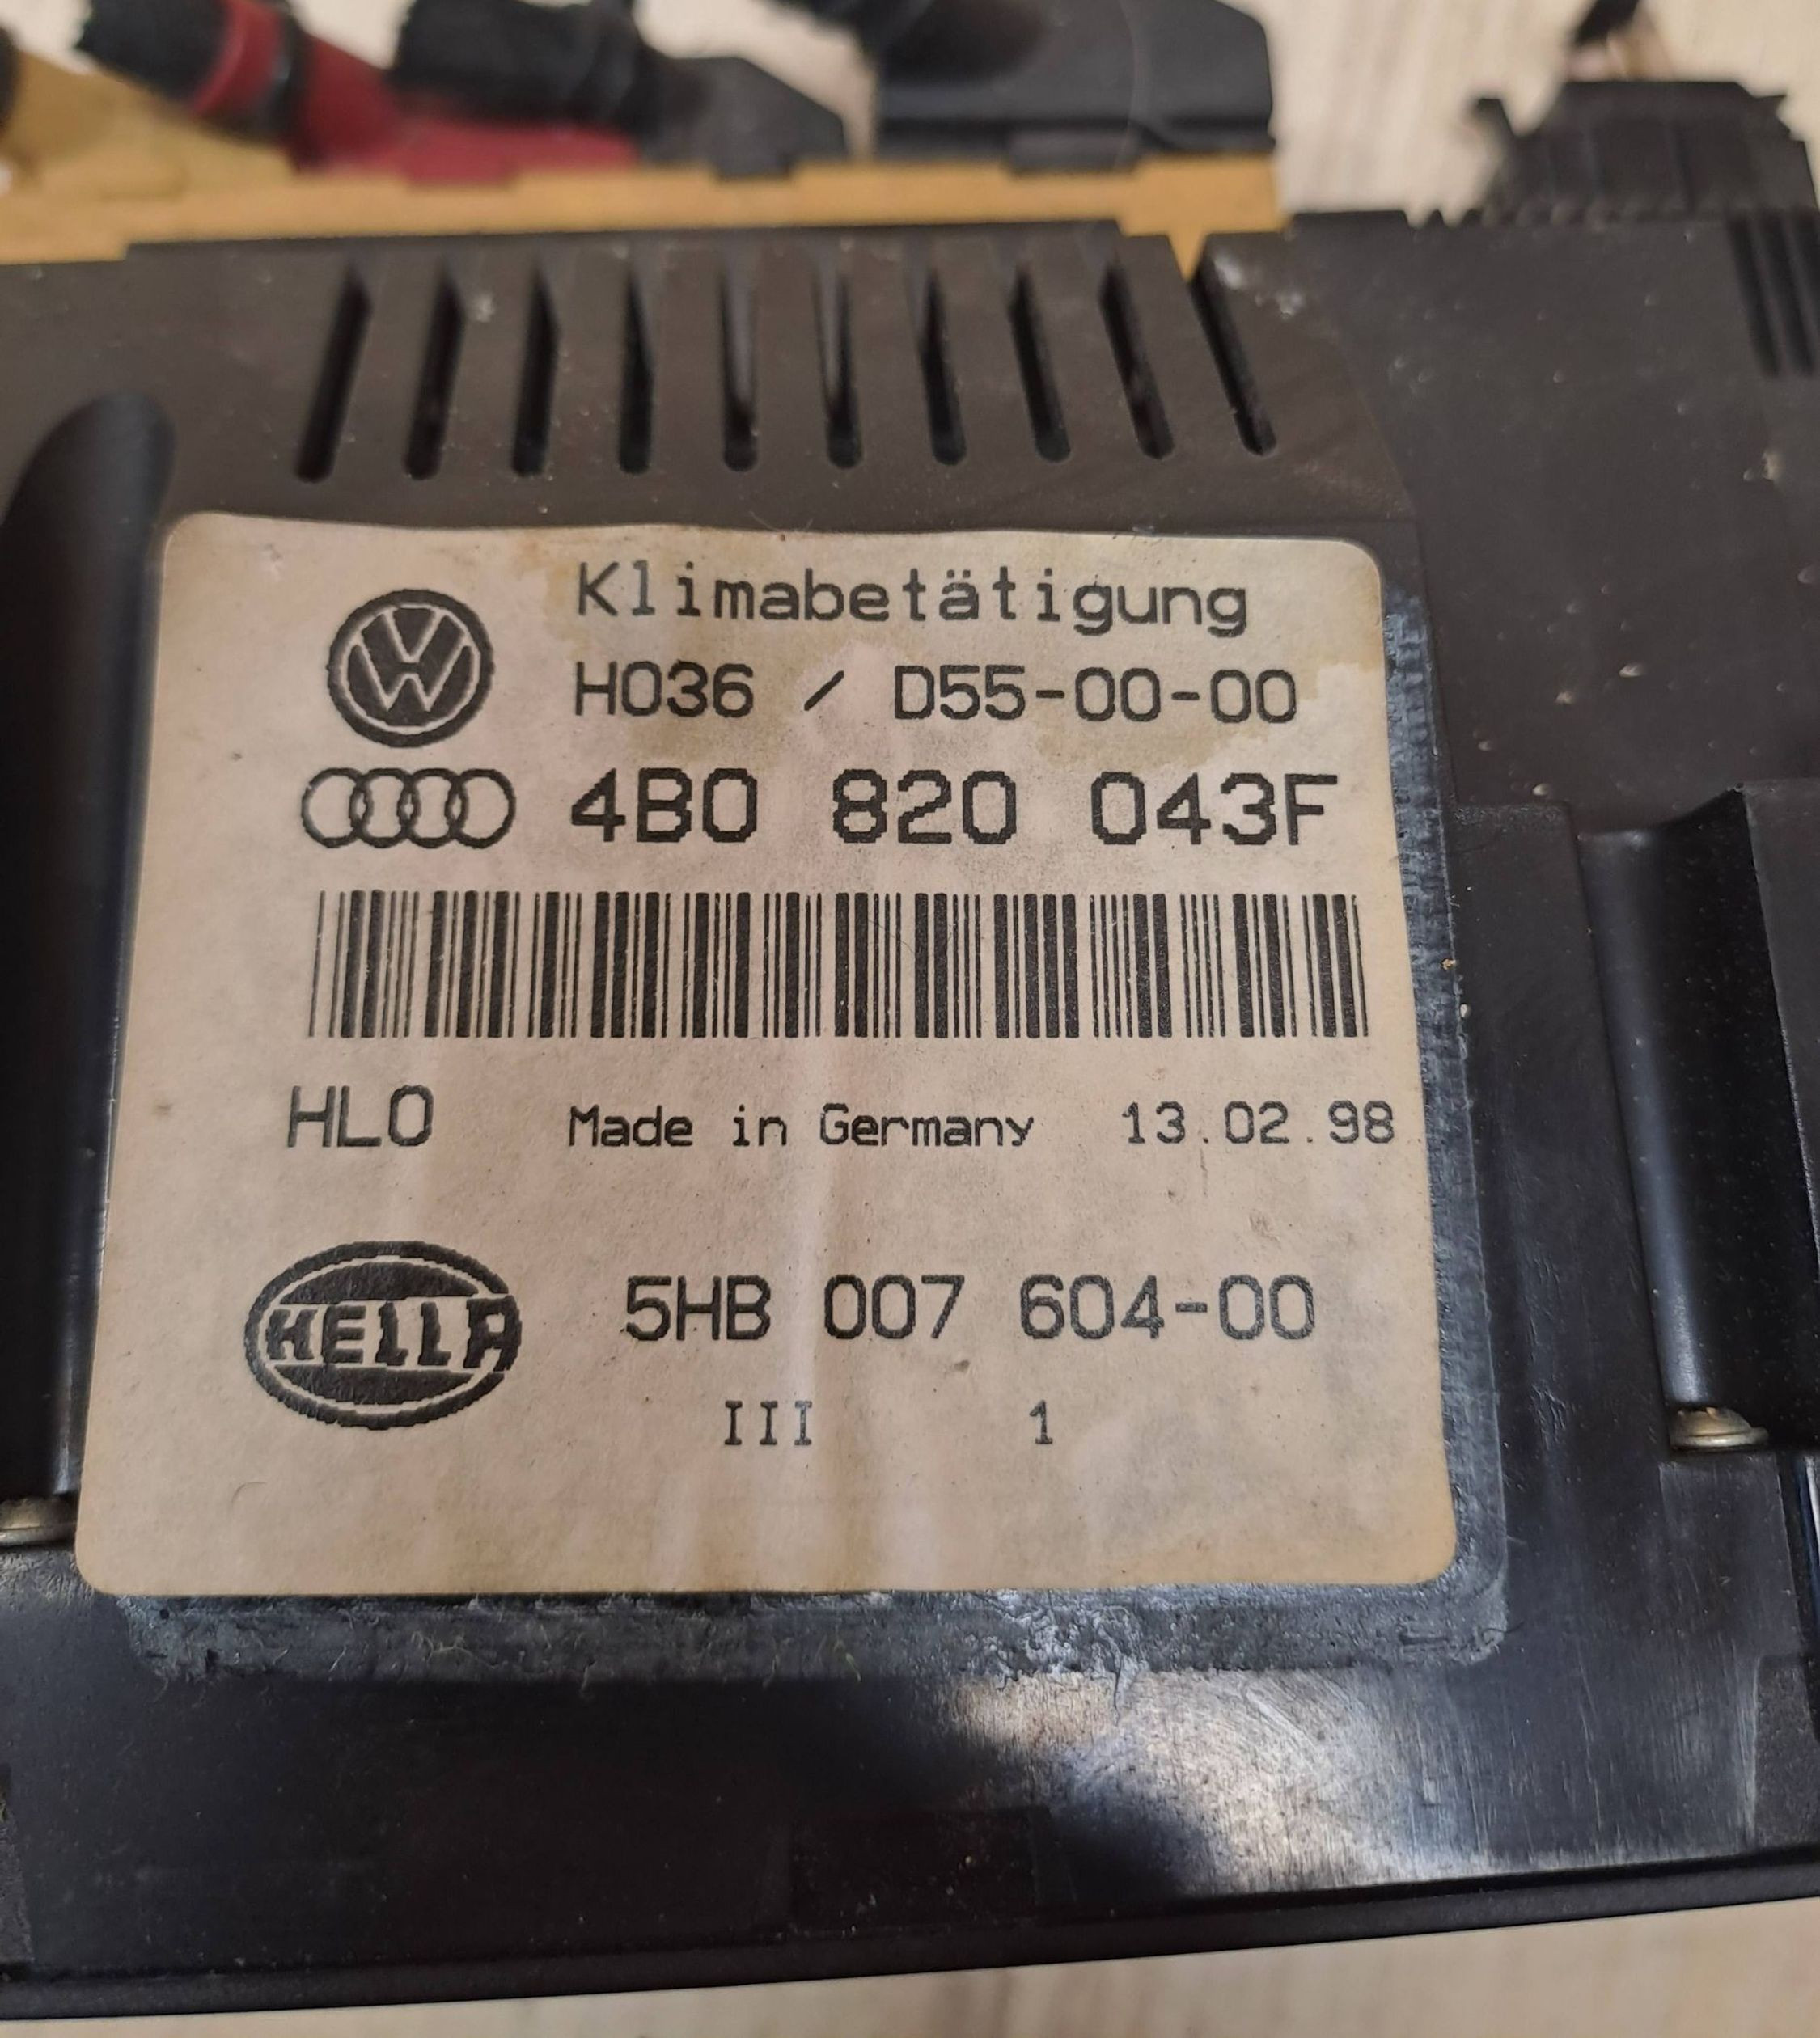 Klimabetätigung
H036 / D55-00-00
4B0 820 043F
HLO Made in Germany 13.02.98
HELLA 5HB 007 604-00
III 1